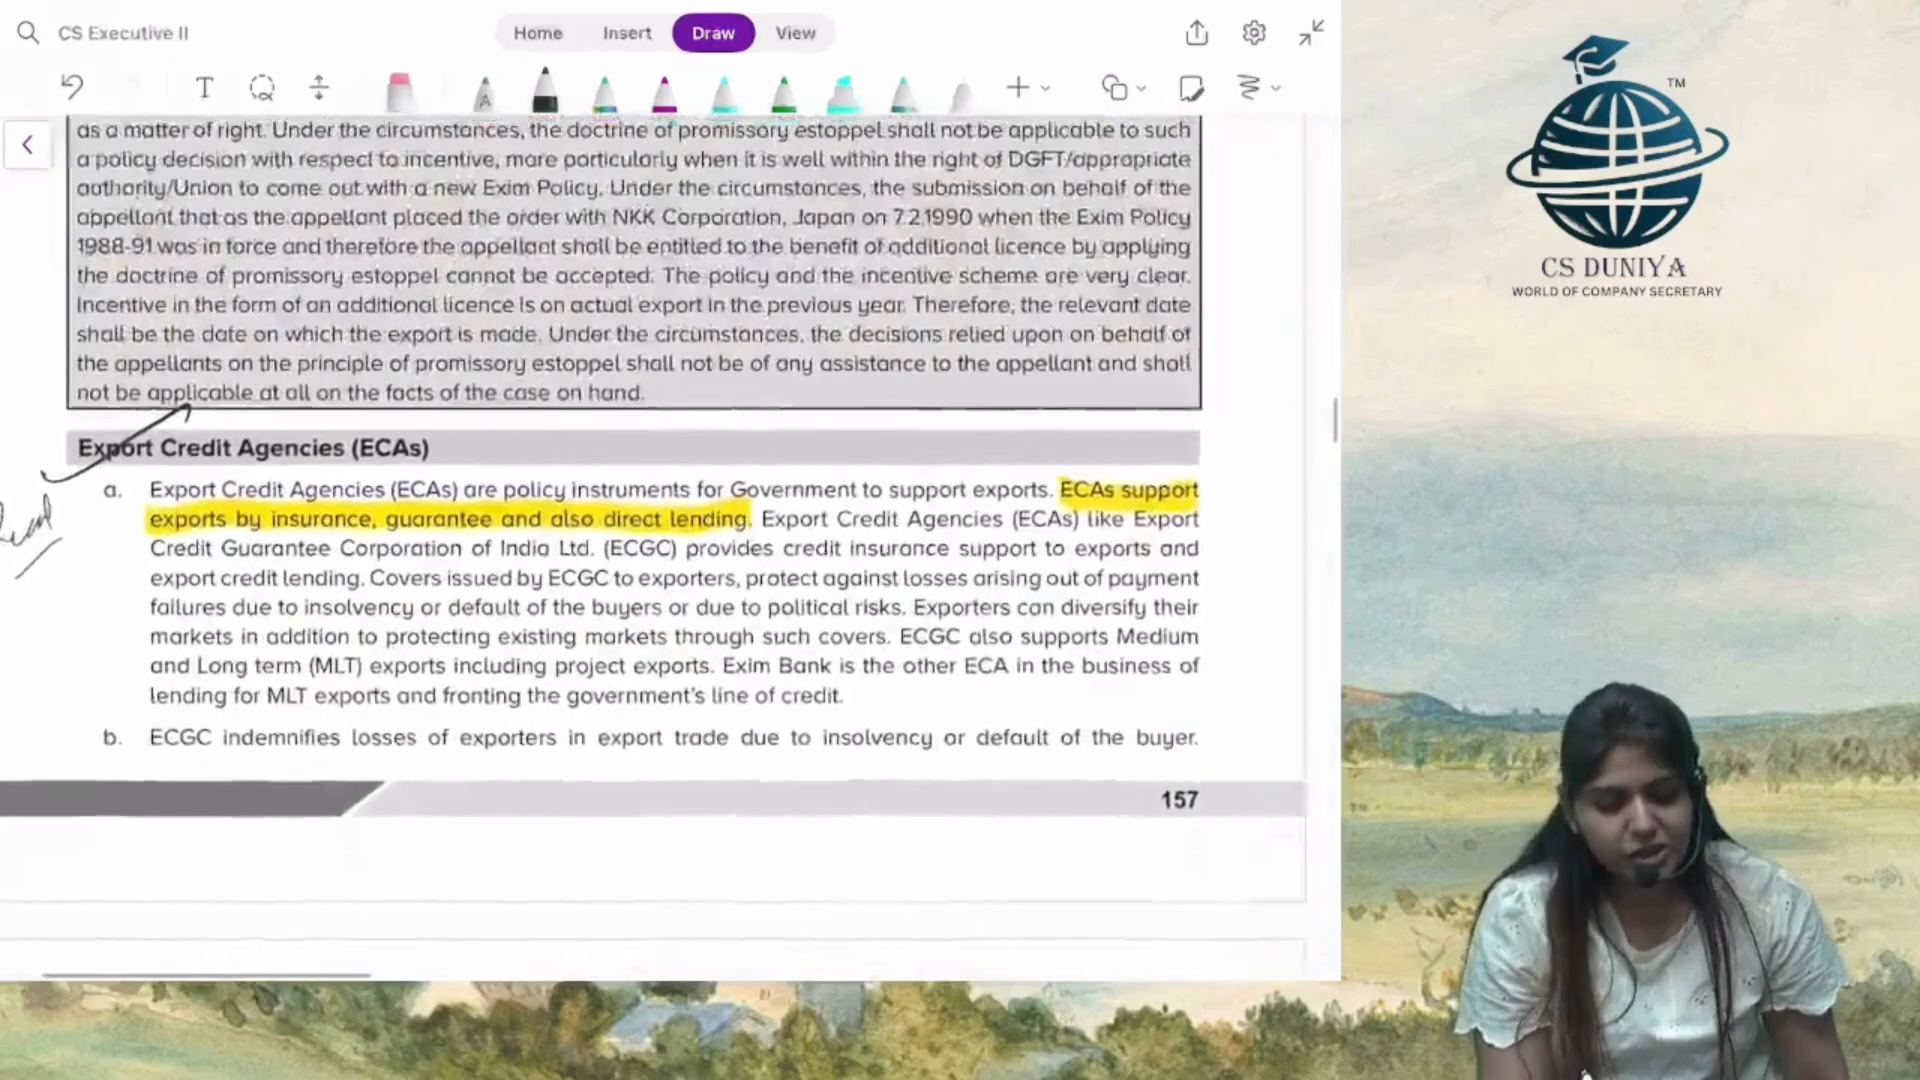 CS Executive II
Home Insert Draw View
as a matter of right. Under the circumstances, the doctrine of promissory estoppel shall not be applicable to such
a policy decision with respect to incentive, more particularly when it is well within the right of DGFT/appropriate
authority/Union to come out with a new Exim Policy. Under the circumstances, the submission on behalf of the
appellant that as the appellant placed the order with NKK Corporation, Japan on 7.2.1990 when the Exim Policy
1988-91 was in force and therefore the appellant shall be entitled to the benefit of additional licence by applying
the doctrine of promissory estoppel cannot be accepted. The policy and the incentive scheme are very clear.
Incentive in the form of an additional licence is on actual export in the previous year. Therefore, the relevant date
shall be the date on which the export is made. Under the circumstances, the decisions relied upon on behalf of
the appellants on the principle of promissory estoppel shall not be of any assistance to the appellant and shall
not be applicable at all on the facts of the case on hand.
Export Credit Agencies (ECAs)
a. Export Credit Agencies (ECAs) are policy instruments for Government to support exports. ECAs support
exports by insurance, guarantee and also direct lending. Export Credit Agencies (ECAs) like Export
Credit Guarantee Corporation of India Ltd. (ECGC) provides credit insurance support to exports and
export credit lending. Covers issued by ECGC to exporters, protect against losses arising out of payment
failures due to insolvency or default of the buyers or due to political risks. Exporters can diversify their
markets in addition to protecting existing markets through such covers. ECGC also supports Medium
and Long term (MLT) exports including project exports. Exim Bank is the other ECA in the business of
lending for MLT exports and fronting the government's line of credit.
b. ECGC indemnifies losses of exporters in export trade due to insolvency or default of the buyer.
157
TM
CS DUNIYA
WORLD OF COMPANY SECRETARY